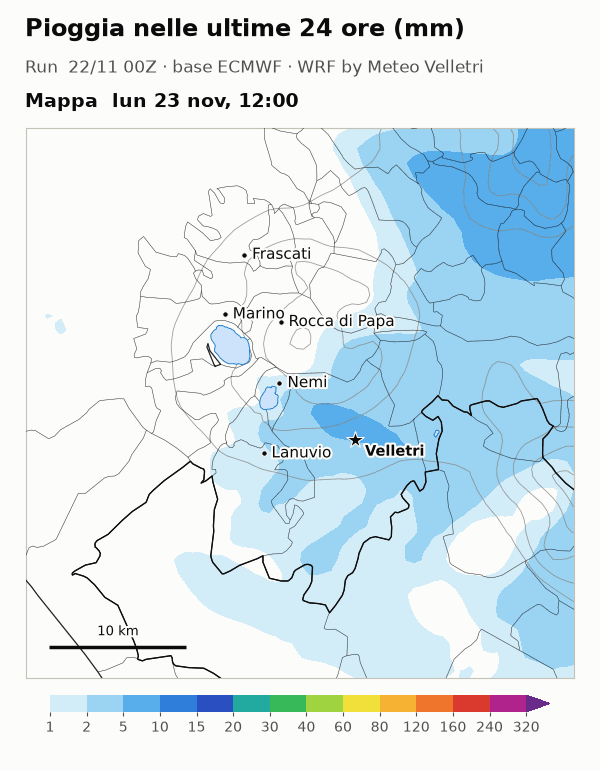 Pioggia nelle ultime 24 ore (mm)
Run  22/11 00Z · base ECMWF · WRF by Meteo Velletri
Mappa  lun 23 nov, 12:00
Frascati
Marino
Rocca di Papa
Nemi
Velletri
Lanuvio
10 km
1 2 5 10 15 20 30 40 60 80 120 160 240 320